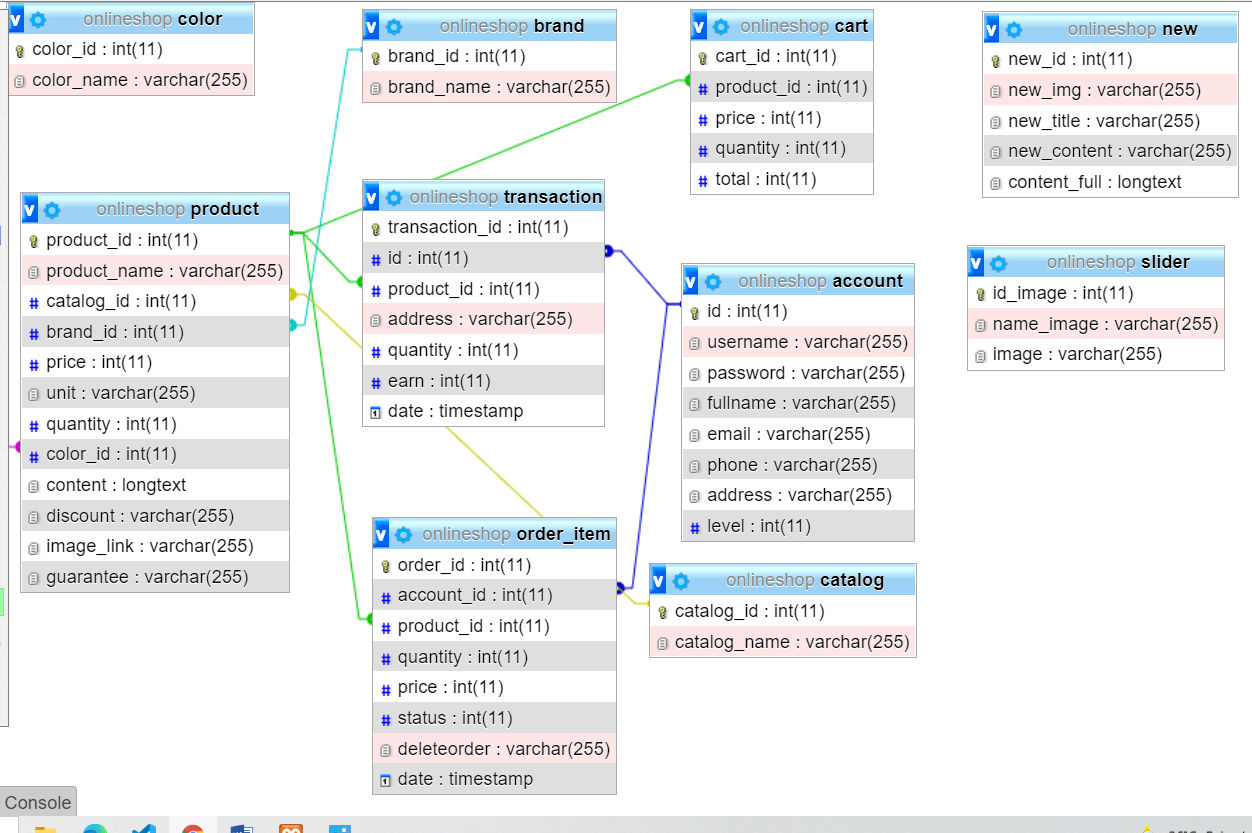 onlineshop color
color_id : int(11)
color_name : varchar(255)
onlineshop brand
brand_id : int(11)
brand_name : varchar(255)
onlineshop cart
cart_id : int(11)
product_id : int(11)
price : int(11)
quantity : int(11)
total : int(11)
onlineshop new
new_id : int(11)
new_img : varchar(255)
new_title : varchar(255)
new_content : varchar(255)
content_full : longtext
onlineshop product
product_id : int(11)
product_name : varchar(255)
catalog_id : int(11)
brand_id : int(11)
price : int(11)
unit : varchar(255)
quantity : int(11)
color_id : int(11)
content : longtext
discount : varchar(255)
image_link : varchar(255)
guarantee : varchar(255)
onlineshop transaction
transaction_id : int(11)
id : int(11)
product_id : int(11)
address : varchar(255)
quantity : int(11)
earn : int(11)
date : timestamp
onlineshop account
id : int(11)
username : varchar(255)
password : varchar(255)
fullname : varchar(255)
email : varchar(255)
phone : varchar(255)
address : varchar(255)
level : int(11)
onlineshop slider
id_image : int(11)
name_image : varchar(255)
image : varchar(255)
onlineshop order_item
order_id : int(11)
account_id : int(11)
product_id : int(11)
quantity : int(11)
price : int(11)
status : int(11)
deleteorder : varchar(255)
date : timestamp
onlineshop catalog
catalog_id : int(11)
catalog_name : varchar(255)
Console